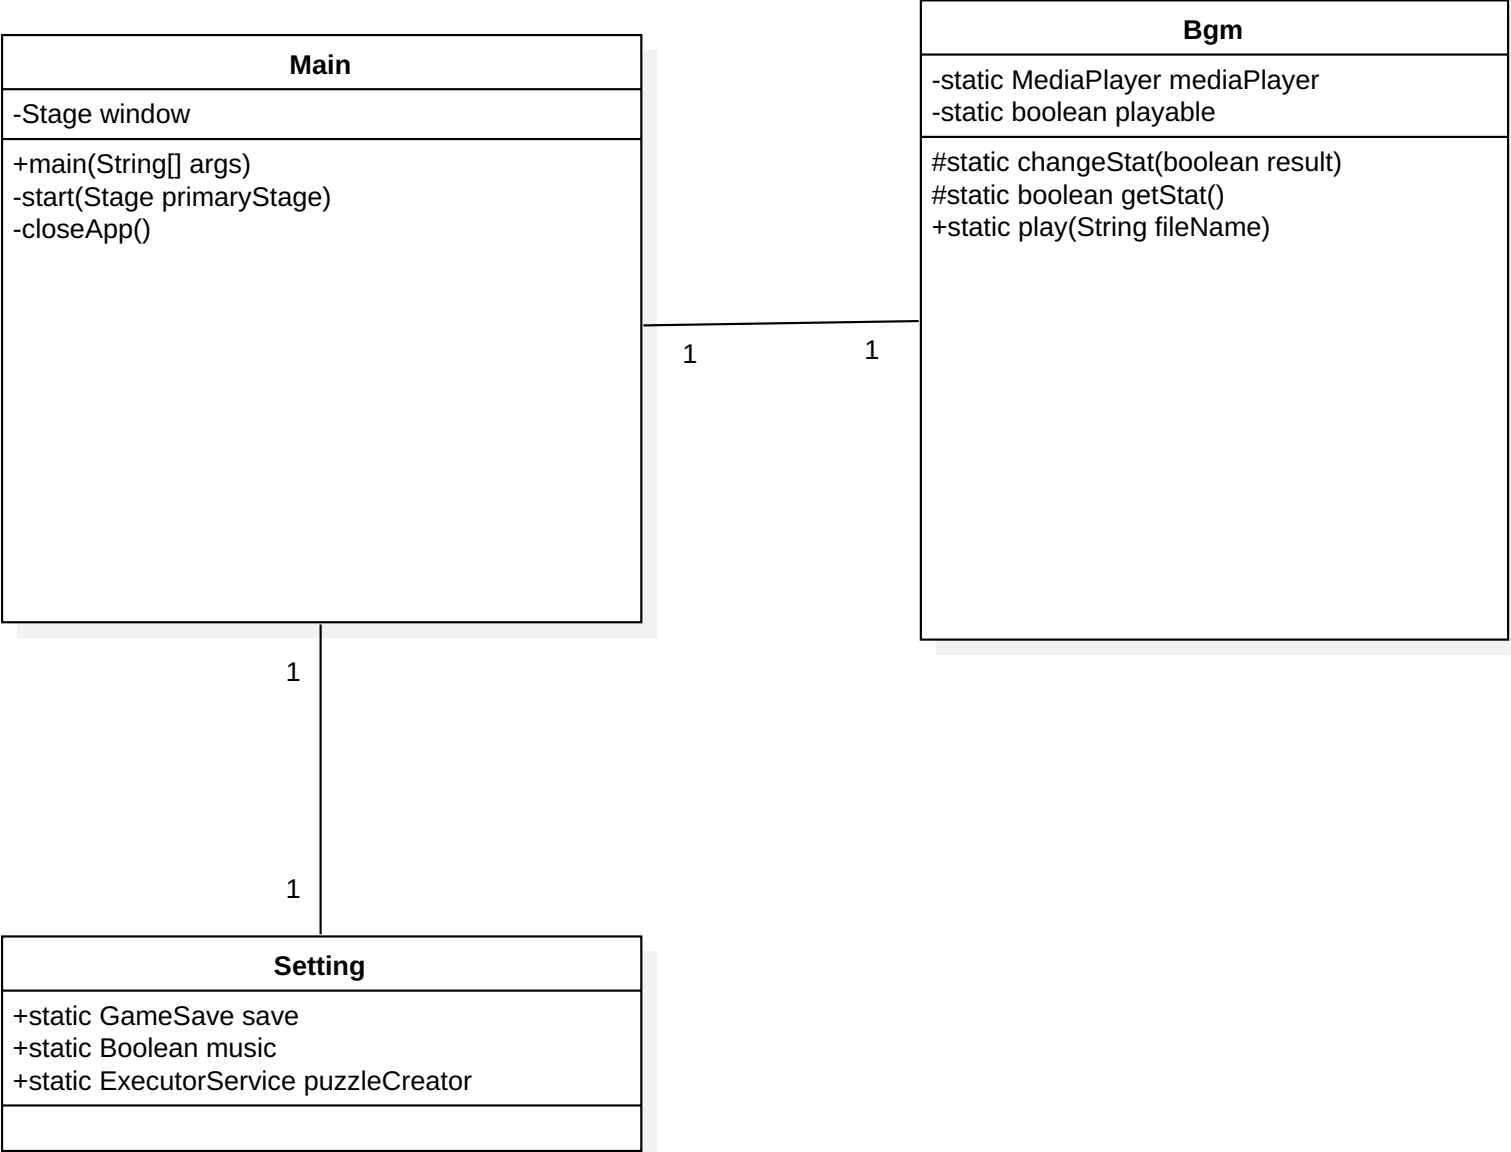 Main
-Stage window
+main(String[] args)
-start(Stage primaryStage)
-closeApp()
Bgm
-static MediaPlayer mediaPlayer
-static boolean playable
#static changeStat(boolean result)
#static boolean getStat()
+static play(String fileName)
1
1
1
1
Setting
+static GameSave save
+static Boolean music
+static ExecutorService puzzleCreator